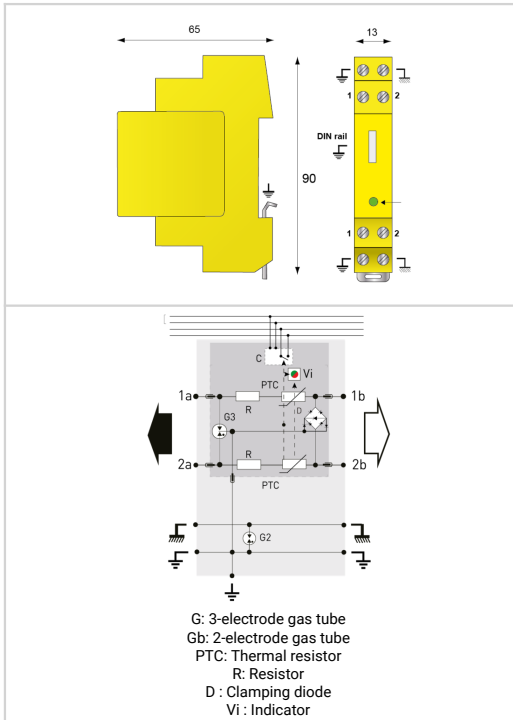 65
13
1 2
DIN rail
90
1 2
C
Vi
PTC
1a
1b
R
D
G3
R
2a
2b
PTC
G2
G: 3-electrode gas tube
Gb: 2-electrode gas tube
PTC: Thermal resistor
R: Resistor
D : Clamping diode
Vi : Indicator